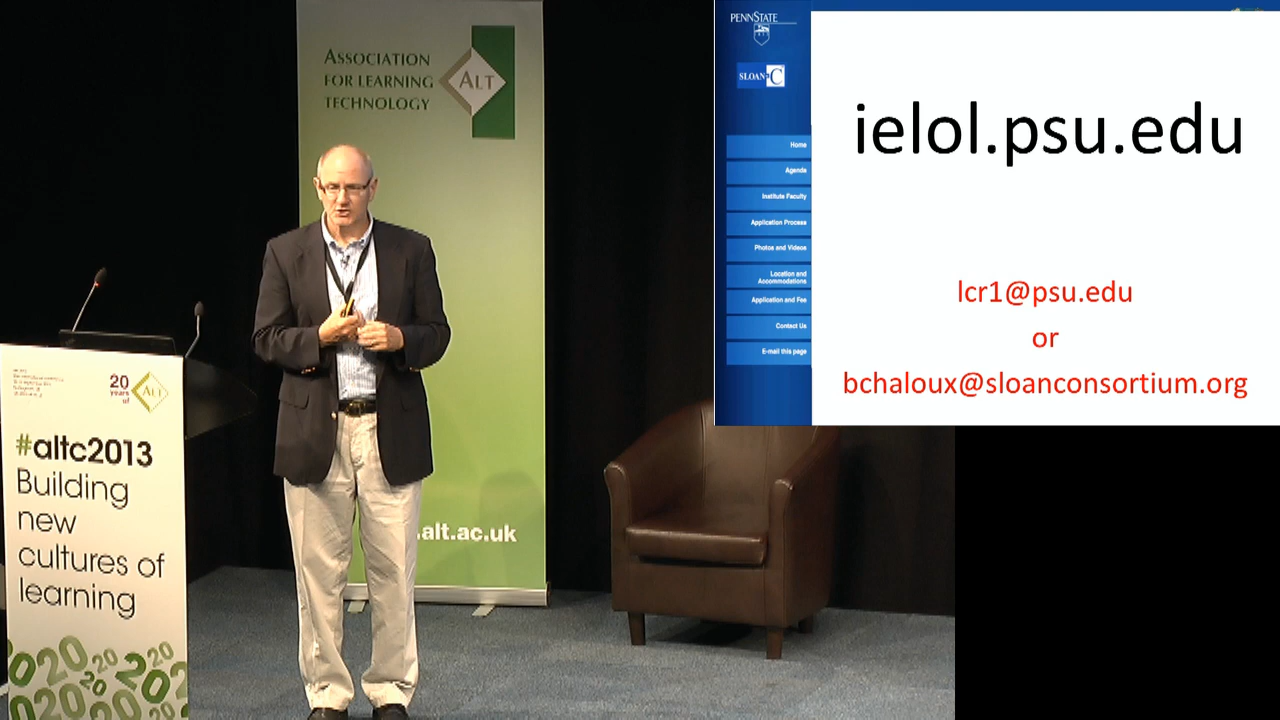 ASSOCIATION
FOR LEARNING
TECHNOLOGY
ALT
.alt.ac.uk
20
years
of
ALT
#altc2013
Building
new
cultures of
learning
PENNSTATE
SLOAN-C
ielol.psu.edu
Home
Agenda
Institute Faculty
Application Process
Photos and Videos
Location and
Accommodations
Application and Fee
Contact Us
E-mail this page
lcr1@psu.edu
or
bchaloux@sloanconsortium.org